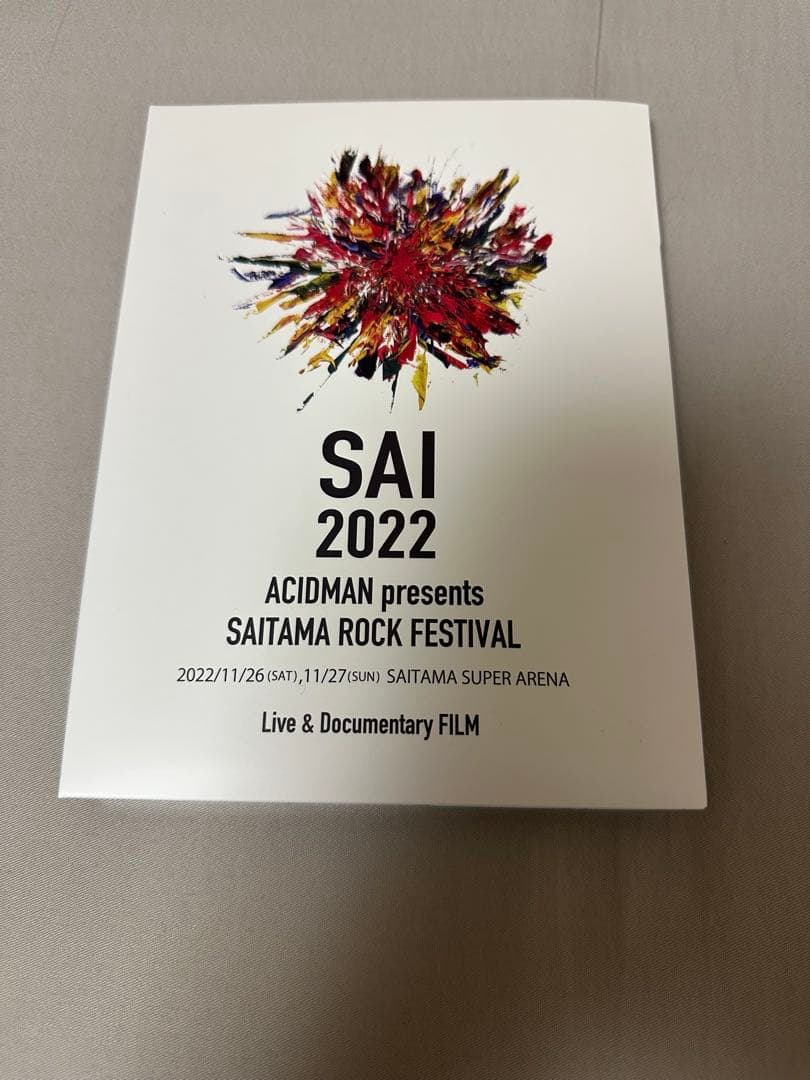 SAI
2022
ACIDMAN presents
SAITAMA ROCK FESTIVAL
2022/11/26(SAT),11/27(SUN) SAITAMA SUPER ARENA
Live & Documentary FILM